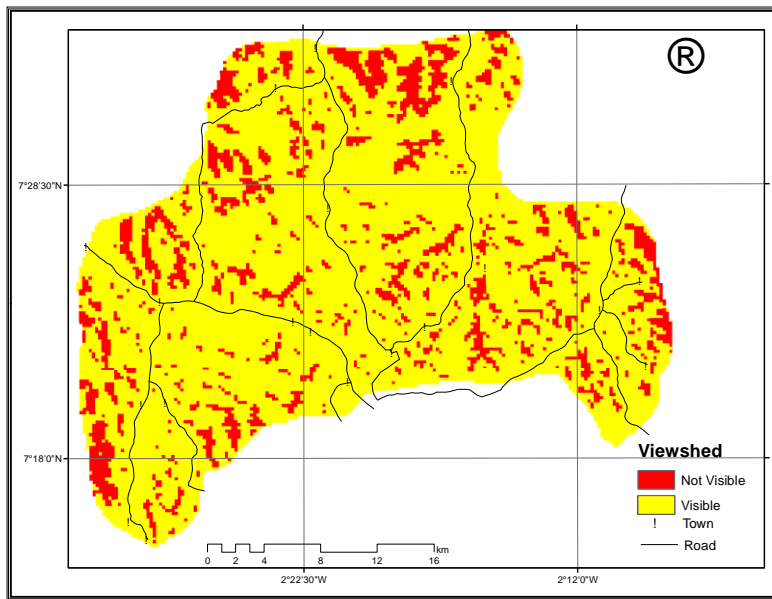 ®
7°28'30"N
7°18'0"N
Viewshed
Not Visible
Visible
! Town
Road
km
0 2 4 8 12 16
2°22'30"W 2°12'0"W